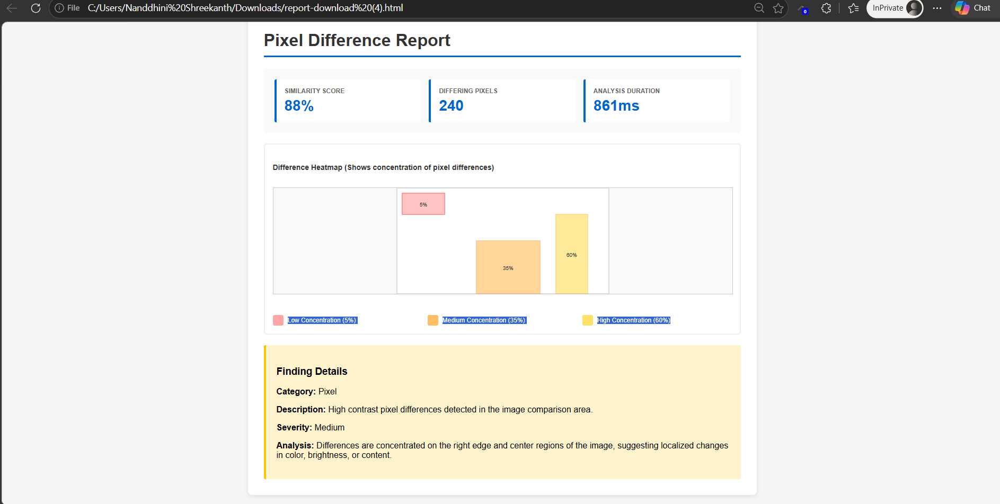 File C:/Users/Nanddhini%20Shreekanth/Downloads/report-download%20(4).html 0 InPrivate Chat
Pixel Difference Report
SIMILARITY SCORE DIFFERING PIXELS ANALYSIS DURATION
88% 240 861ms
Difference Heatmap (Shows concentration of pixel differences)
5%
60%
35%
Low Concentration (5%) Medium Concentration (35%) High Concentration (60%)
Finding Details
Category: Pixel
Description: High contrast pixel differences detected in the image comparison area.
Severity: Medium
Analysis: Differences are concentrated on the right edge and center regions of the image, suggesting localized changes
in color, brightness, or content.